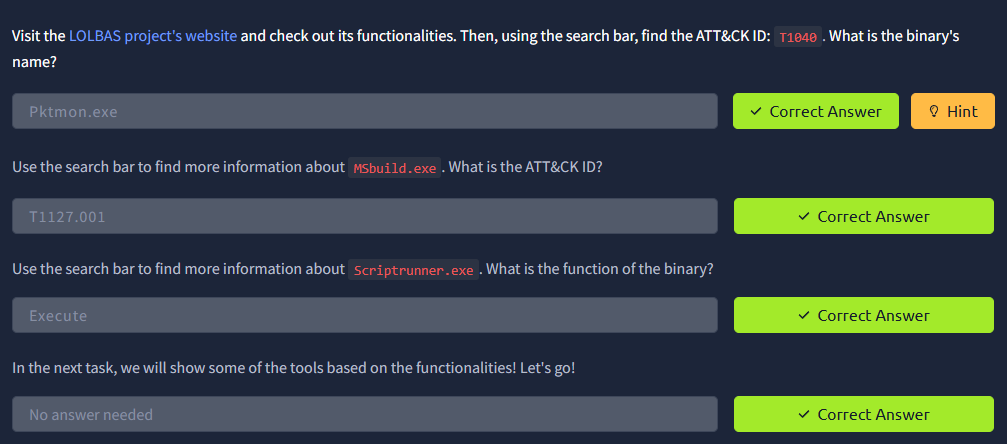 Visit the LOLBAS project's website and check out its functionalities. Then, using the search bar, find the ATT&CK ID: T1040 . What is the binary's
name?
Pktmon.exe
✓ Correct Answer
Hint
Use the search bar to find more information about MSbuild.exe . What is the ATT&CK ID?
T1127.001
✓ Correct Answer
Use the search bar to find more information about Scriptrunner.exe . What is the function of the binary?
Execute
✓ Correct Answer
In the next task, we will show some of the tools based on the functionalities! Let's go!
No answer needed
✓ Correct Answer